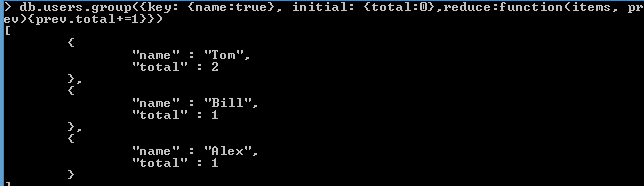 > db.users.group({key: {name:true}, initial: {total:0},reduce:function(items, pr
ev){prev.total+=1}})
[
        {
                "name" : "Tom",
                "total" : 2
        },
        {
                "name" : "Bill",
                "total" : 1
        },
        {
                "name" : "Alex",
                "total" : 1
        }
]